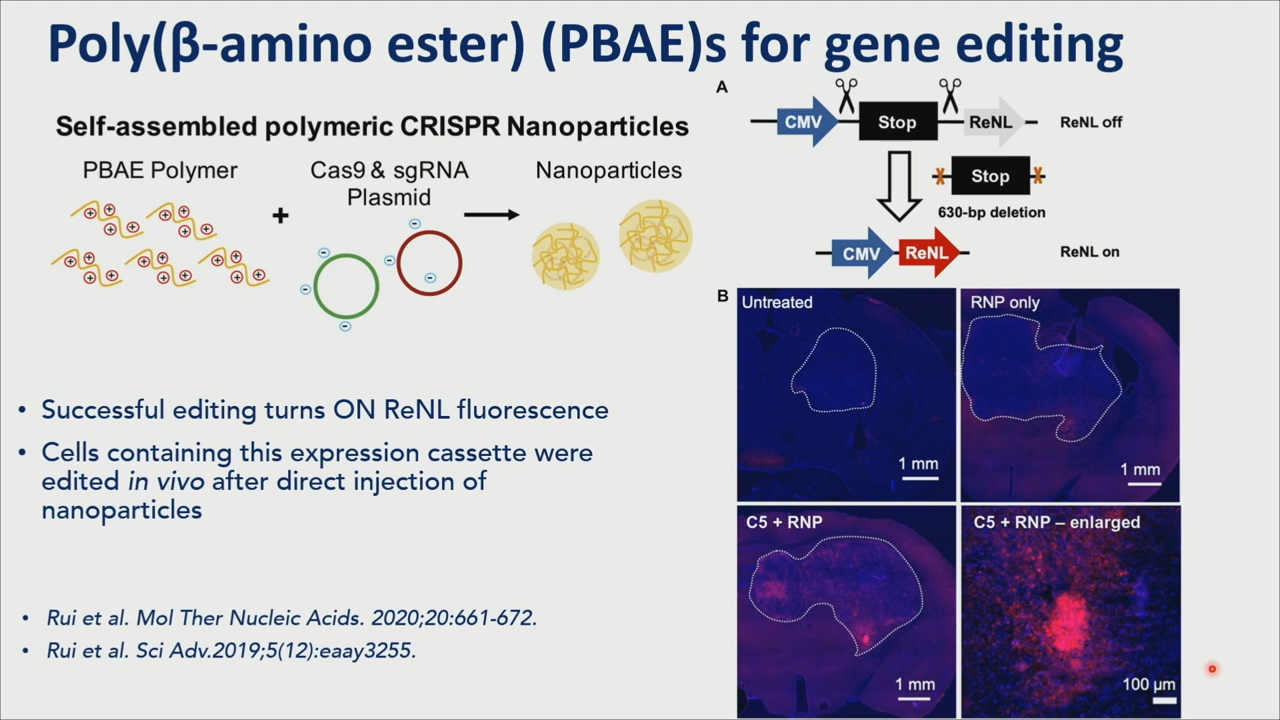 Poly(β-amino ester) (PBAE)s for gene editing
Self-assembled polymeric CRISPR Nanoparticles
PBAE Polymer
+
Cas9 & sgRNA
Plasmid
Nanoparticles
• Successful editing turns ON ReNL fluorescence
• Cells containing this expression cassette were
edited in vivo after direct injection of
nanoparticles
• Rui et al. Mol Ther Nucleic Acids. 2020;20:661-672.
• Rui et al. Sci Adv.2019;5(12):eaay3255.
A
CMV
Stop
ReNL
ReNL off
Stop
630-bp deletion
CMV
ReNL
ReNL on
B
Untreated
1 mm
RNP only
1 mm
C5 + RNP
1 mm
C5 + RNP – enlarged
100 μm